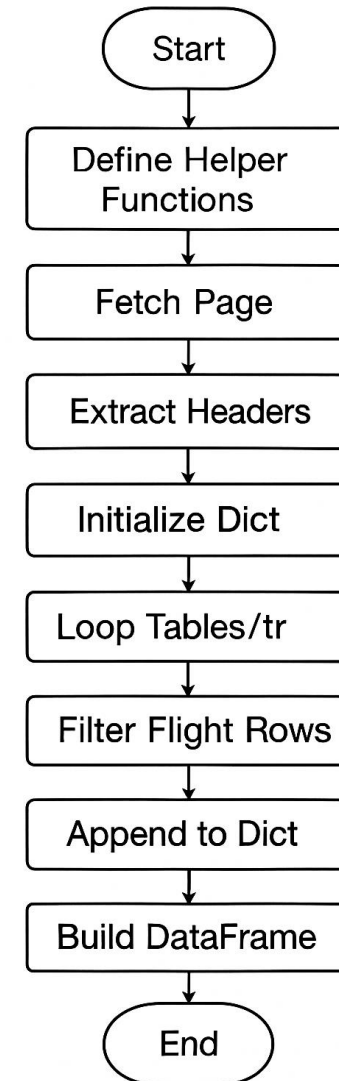 Start
Define Helper
Functions
Fetch Page
Extract Headers
Initialize Dict
Loop Tables/tr
Filter Flight Rows
Append to Dict
Build DataFrame
End